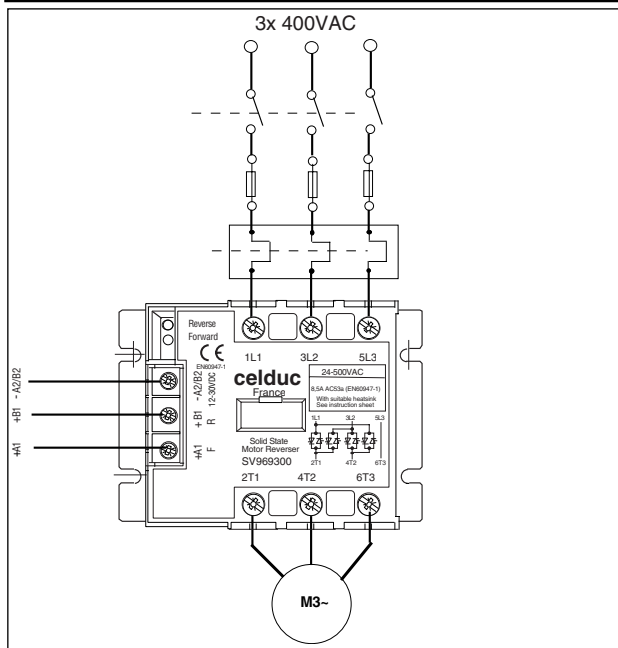 3x 400VAC
Reverse
Forward
CE
EN60947-1
1L1 3L2 5L3
celduc
France
24-500VAC
8,5A AC53a (EN60947-1)
With suitable heatsink
See instruction sheet
1L1 3L2 5L3
2T1 4T2 6T3
Solid State
Motor Reverser
SV969300
2T1 4T2 6T3
- A2/B2
+B1
+A1
- A2/B2
+ B1
+A1
12-30VDC
R
F
M3~